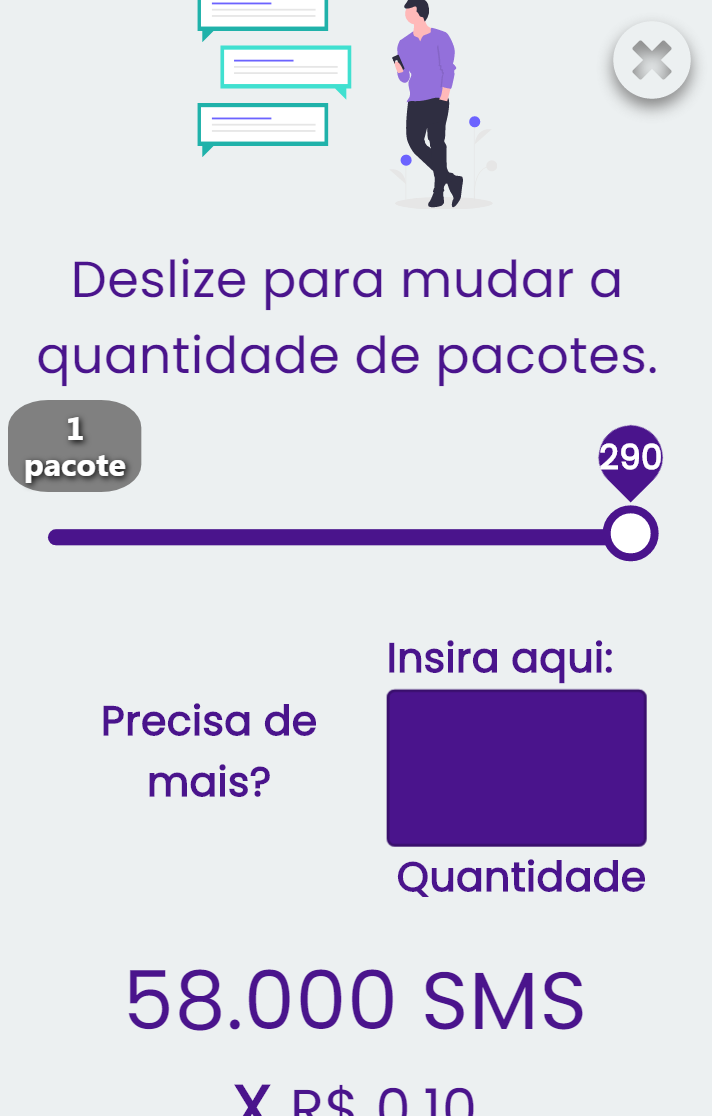 Deslize para mudar a
quantidade de pacotes.
1
pacote
290
Insira aqui:
Precisa de
mais?
Quantidade
58.000 SMS
X R$ 0,10